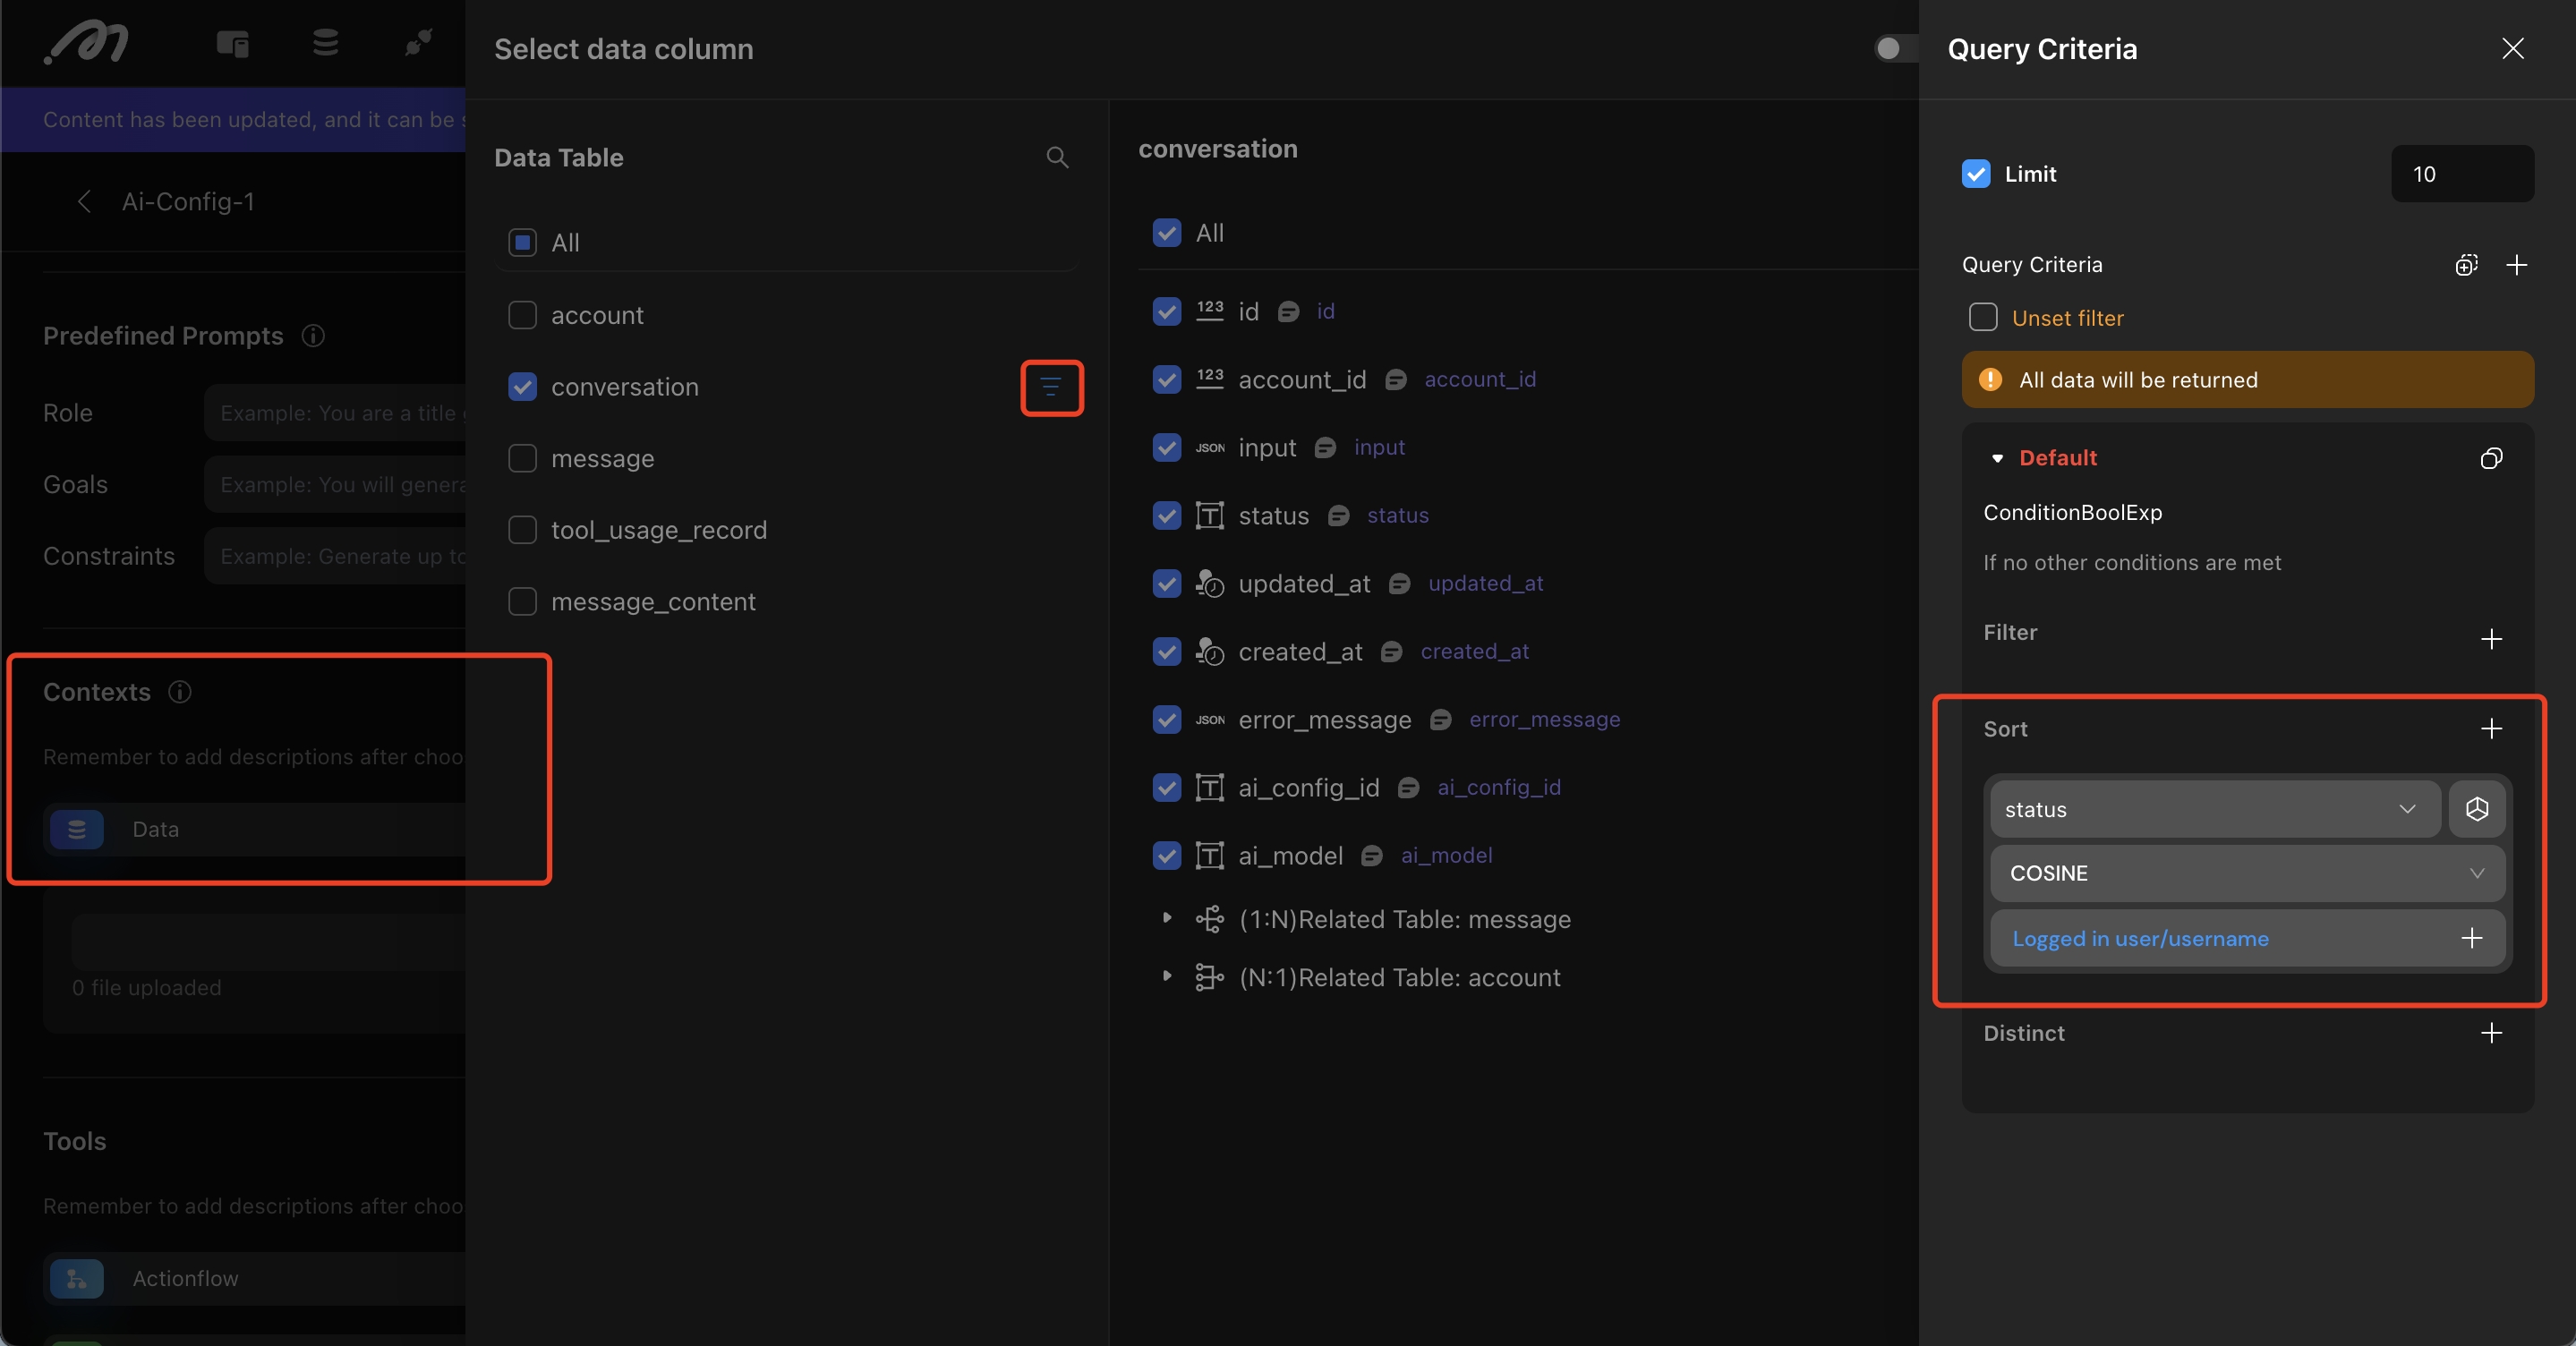 Content has been updated, and it can be
Ai-Config-1
Predefined Prompts
Role
Example: You are a title
Goals
Example: You will genera
Constraints
Example: Generate up to
Contexts
Remember to add descriptions after choo
Data
0 file uploaded
Tools
Remember to add descriptions after choo
Actionflow
Select data column
Data Table
All
account
conversation
message
tool_usage_record
message_content
conversation
All
123 id id
123 account_id account_id
JSON input input
T status status
updated_at updated_at
created_at created_at
JSON error_message error_message
T ai_config_id ai_config_id
T ai_model ai_model
(1:N)Related Table: message
(N:1)Related Table: account
Query Criteria
Limit 10
Query Criteria
Unset filter
All data will be returned
Default
ConditionBoolExp
If no other conditions are met
Filter
Sort
status
COSINE
Logged in user/username
Distinct